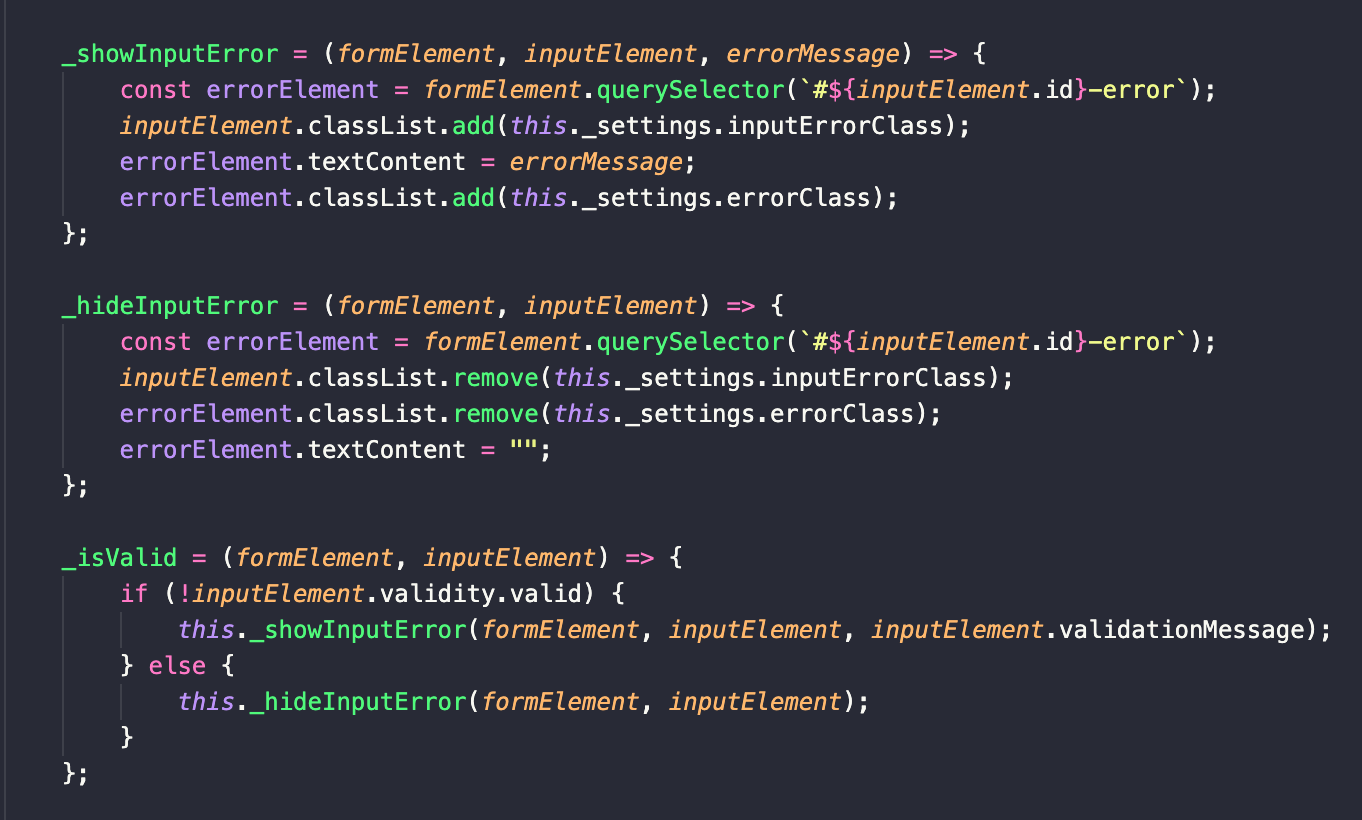 _showInputError = (formElement, inputElement, errorMessage) => {
const errorElement = formElement.querySelector(`#${inputElement.id}-error`);
inputElement.classList.add(this._settings.inputErrorClass);
errorElement.textContent = errorMessage;
errorElement.classList.add(this._settings.errorClass);
};
_hideInputError = (formElement, inputElement) => {
const errorElement = formElement.querySelector(`#${inputElement.id}-error`);
inputElement.classList.remove(this._settings.inputErrorClass);
errorElement.classList.remove(this._settings.errorClass);
errorElement.textContent = "";
};
_isValid = (formElement, inputElement) => {
if (!inputElement.validity.valid) {
this._showInputError(formElement, inputElement, inputElement.validationMessage);
} else {
this._hideInputError(formElement, inputElement);
}
};